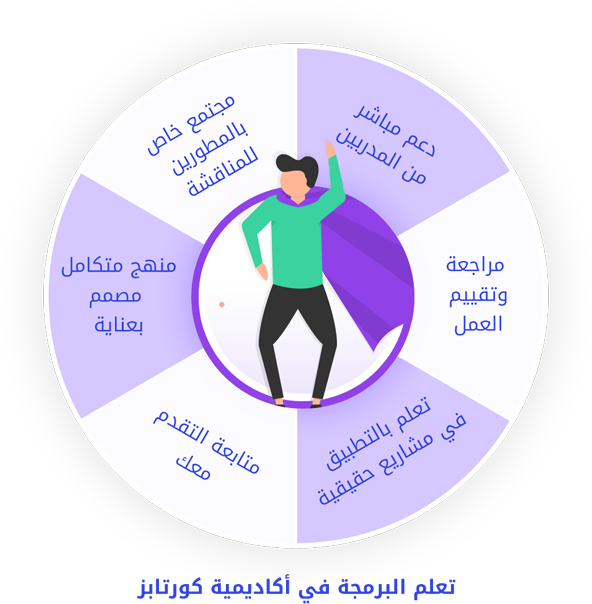 دعم مباشر
من المدربين
مراجعة
وتقييم
العمل
تعلم بالتطبيق
في مشاريع حقيقية
متابعة التقدم
معك
منهج متكامل
مصمم
بعناية
مجتمع خاص
بالمطورين
للمناقشة
تعلم البرمجة في أكاديمية كورتابز